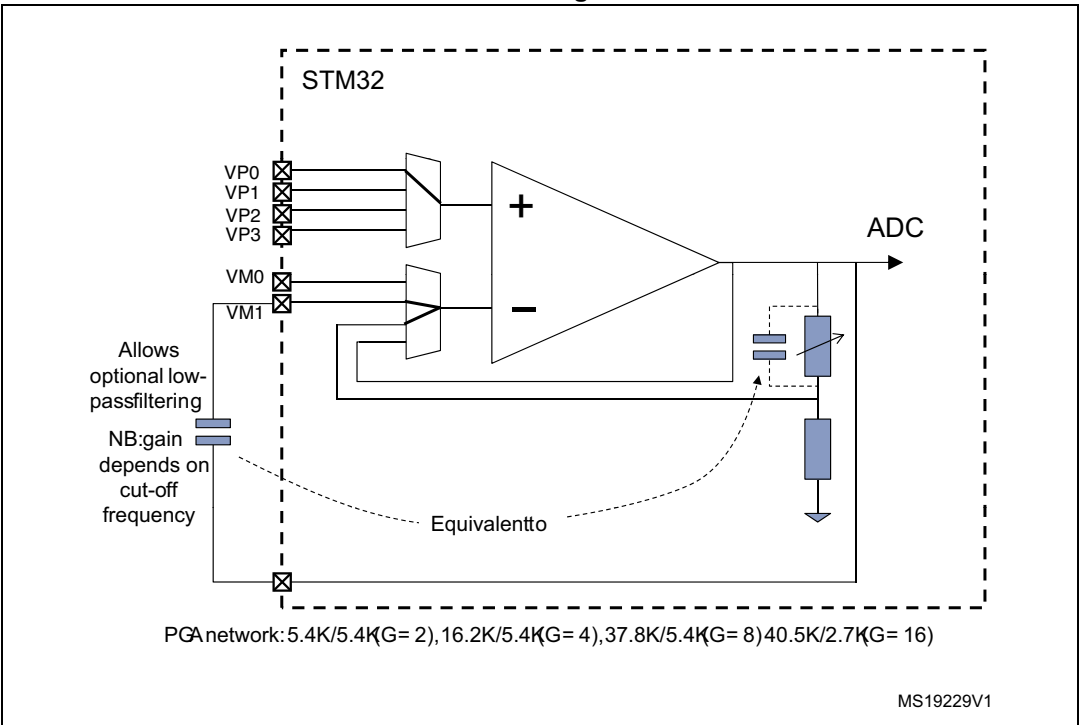 STM32
VP0
VP1
VP2
VP3
VM0
VM1
+
−
ADC
Allows
optional low-
passfiltering
NB:gain
depends on
cut-off
frequency
Equivalentto
PGAnetwork:5.4K/5.4K(G=2),16.2K/5.4K(G=4),37.8K/5.4K(G=8)40.5K/2.7K(G=16)
MS19229V1